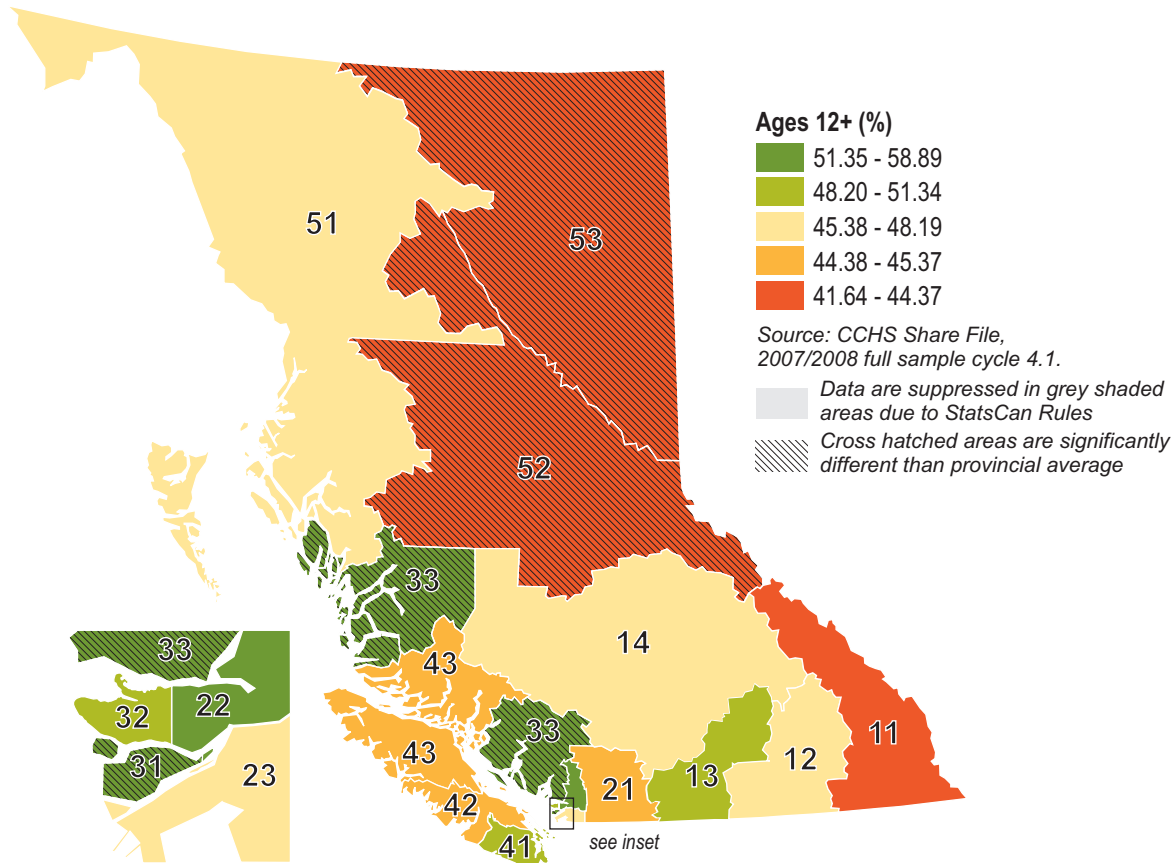 Ages 12+ (%)
51.35 - 58.89
48.20 - 51.34
45.38 - 48.19
44.38 - 45.37
41.64 - 44.37
Source: CCHS Share File,
2007/2008 full sample cycle 4.1.
Data are suppressed in grey shaded
areas due to StatsCan Rules
Cross hatched areas are significantly
different than provincial average
51
53
52
33
14
43
33
43
42
41
21
13
12
11
see inset
33
32
22
31
23